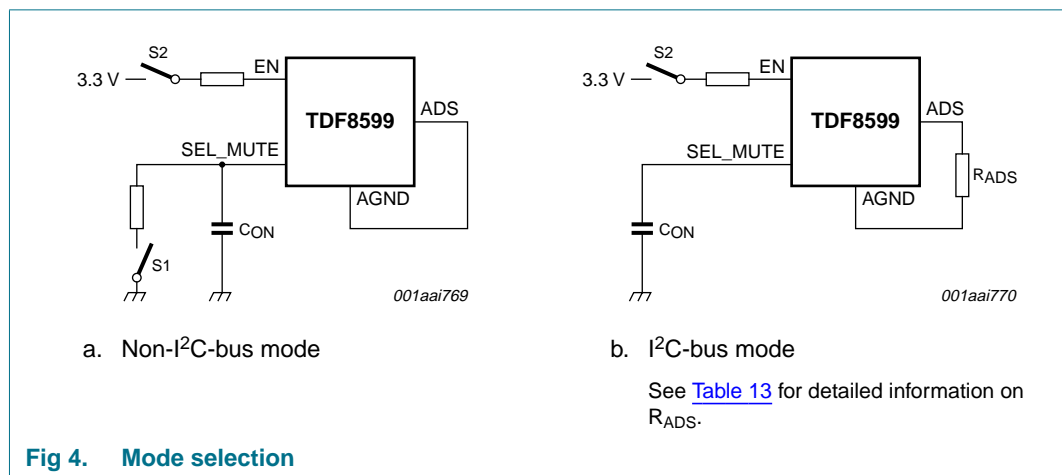 S2
3.3 V
EN
TDF8599
ADS
SEL_MUTE
AGND
CON
S1
001aai769
a. Non-I²C-bus mode
S2
3.3 V
EN
TDF8599
ADS
SEL_MUTE
RADS
AGND
CON
001aai770
b. I²C-bus mode
See Table 13 for detailed information on
RADS.
Fig 4. Mode selection